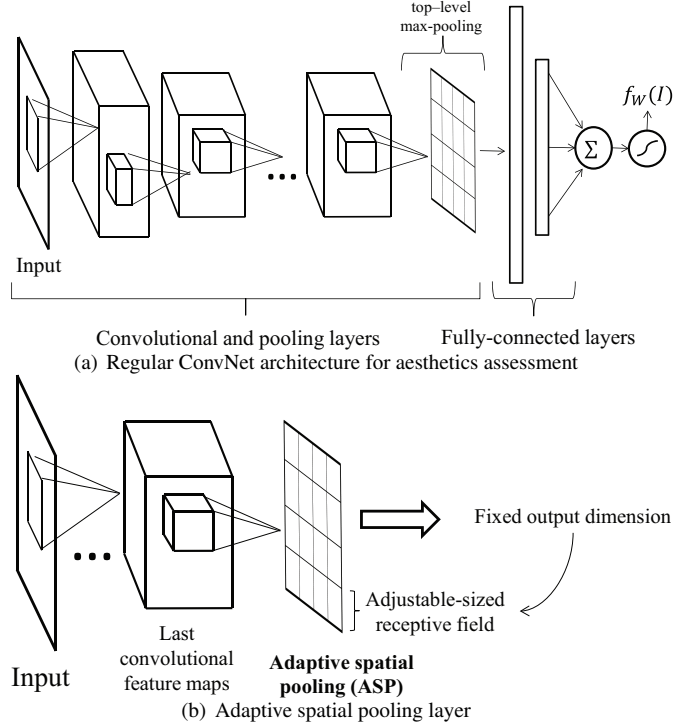 top–level
max-pooling
f_W(I)
Σ
Input
Convolutional and pooling layers
Fully-connected layers
(a) Regular ConvNet architecture for aesthetics assessment
Fixed output dimension
Adjustable-sized
receptive field
Last
convolutional
feature maps
Input
Adaptive spatial
pooling (ASP)
(b) Adaptive spatial pooling layer